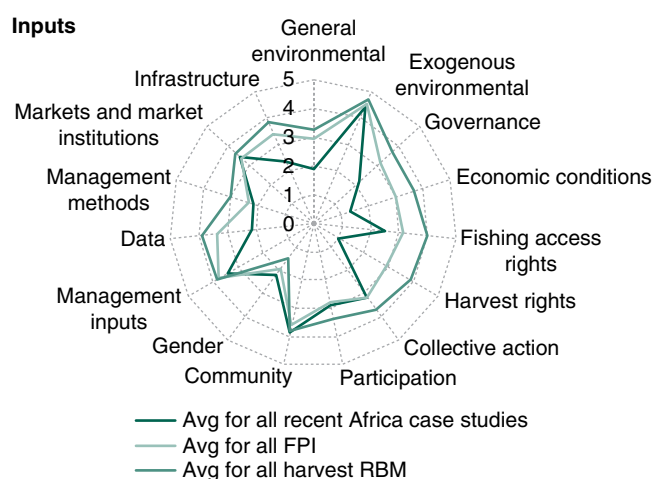 Inputs
General
environmental
Exogenous
environmental
Governance
Economic conditions
Fishing access
rights
Harvest rights
Collective action
Participation
Community
Gender
Management
inputs
Data
Management
methods
Markets and market
institutions
Infrastructure
5
4
3
2
1
0
Avg for all recent Africa case studies
Avg for all FPI
Avg for all harvest RBM